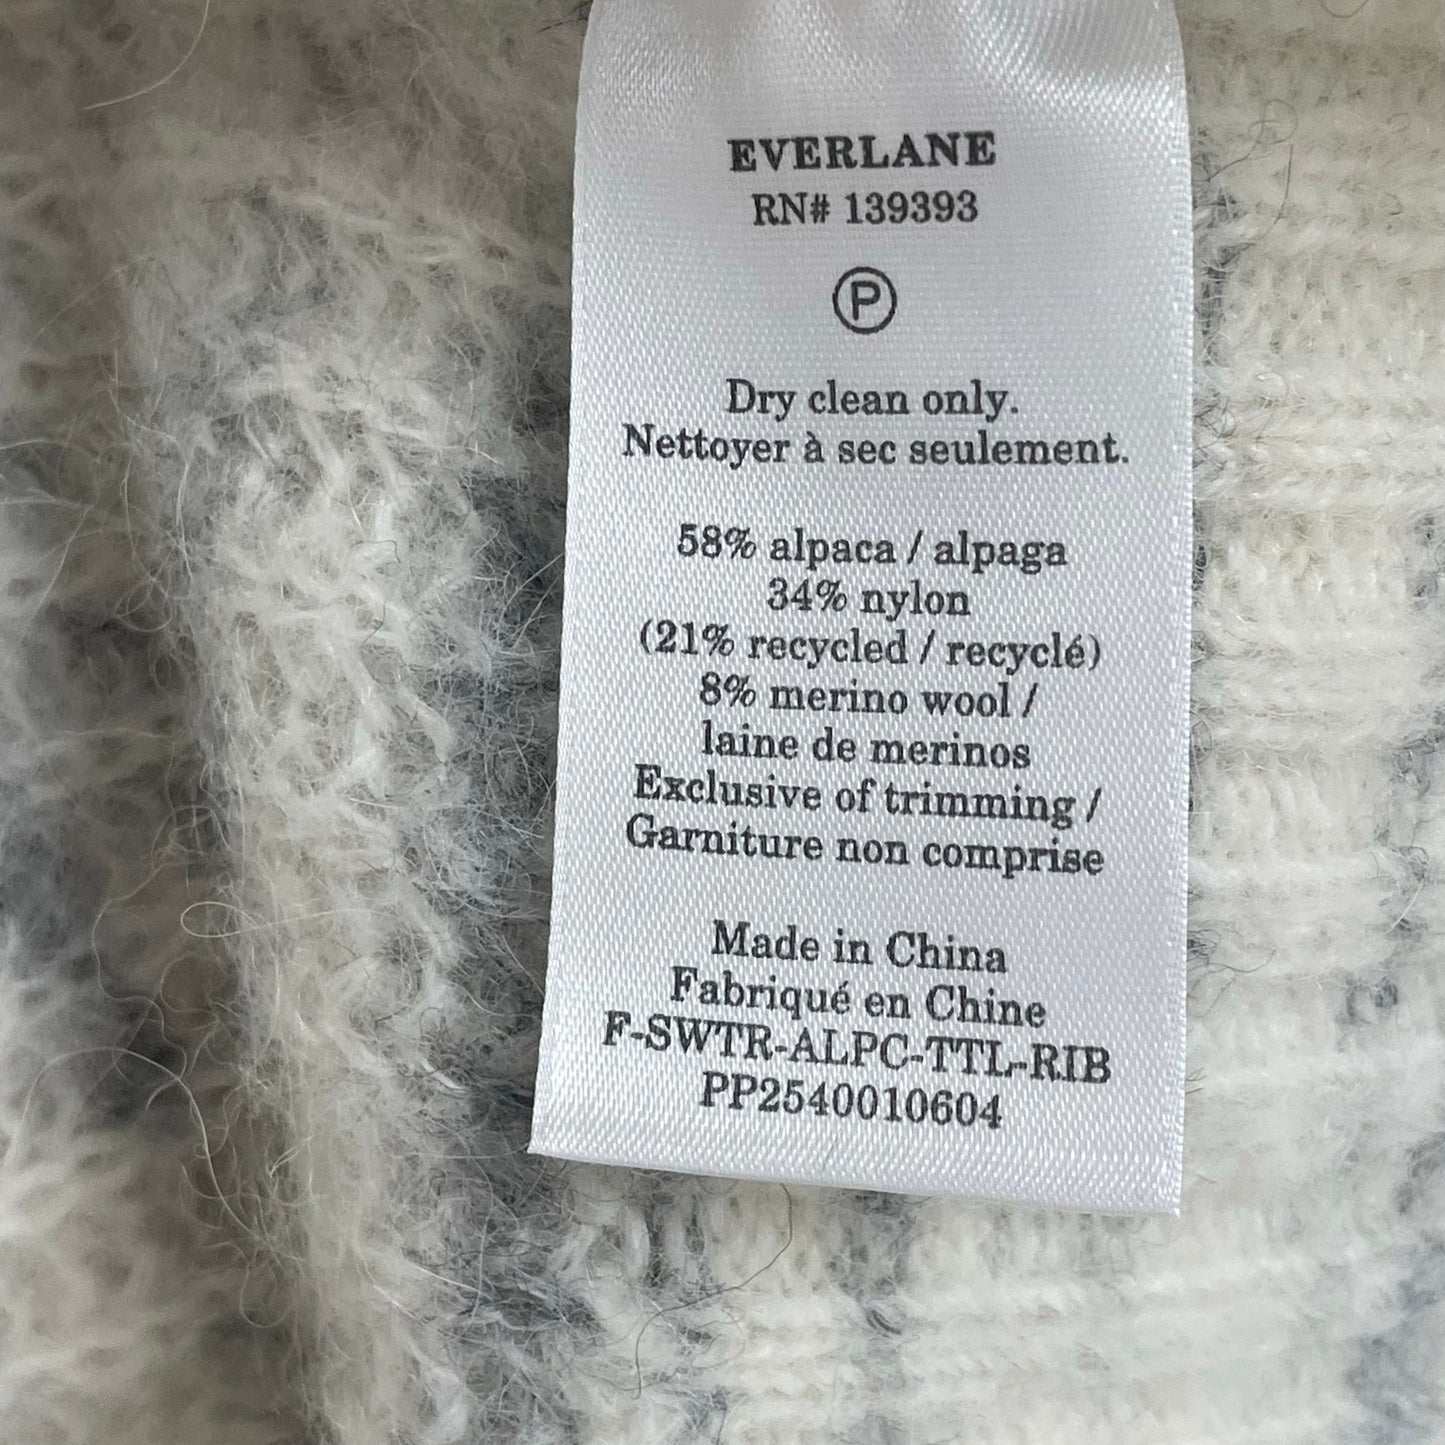 EVERLANE
RN# 139393
P
Dry clean only.
Nettoyer à sec seulement.
58% alpaca / alpaga
34% nylon
(21% recycled / recyclé)
8% merino wool /
laine de merinos
Exclusive of trimming /
Garniture non comprise
Made in China
Fabriqué en Chine
F-SWTR-ALPC-TTL-RIB
PP2540010604